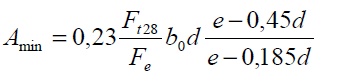 A_min = 0,23 F_t28/F_e b_0 d (e − 0,45d)/(e − 0,185d)